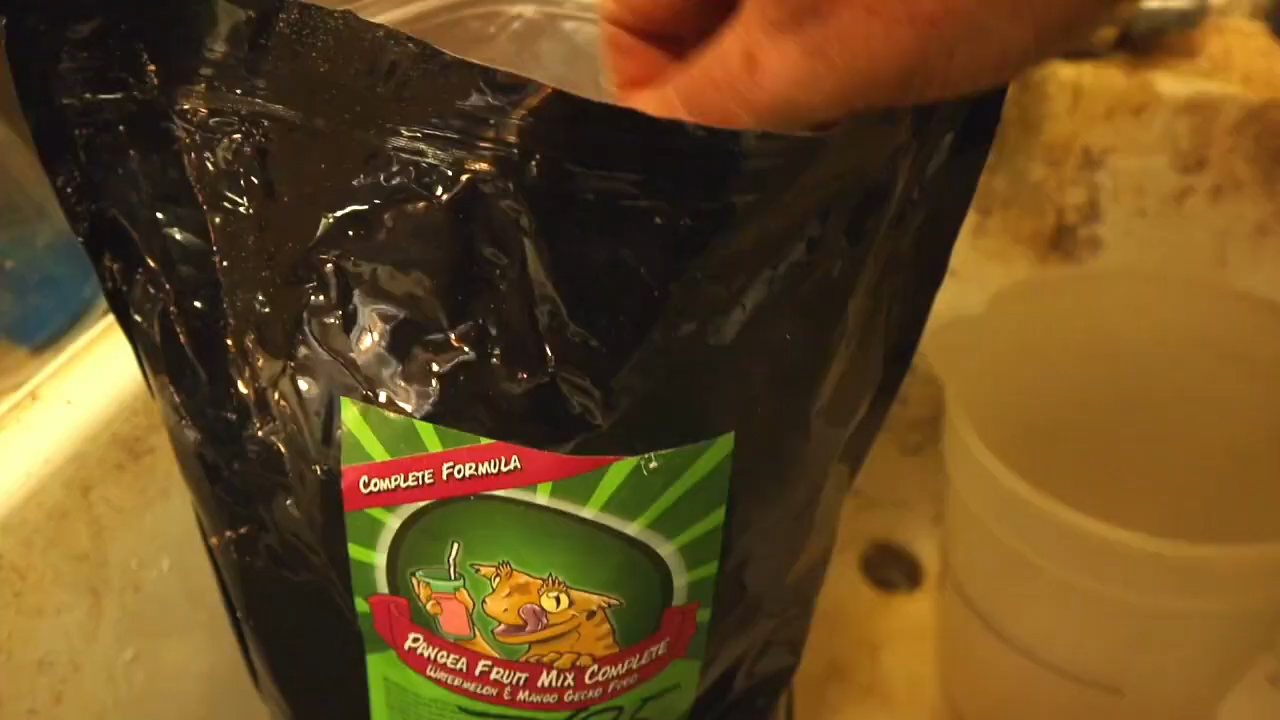 COMPLETE FORMULA
PANGEA FRUIT MIX COMPLETE
WATERMELON & MANGO GECKO FOOD